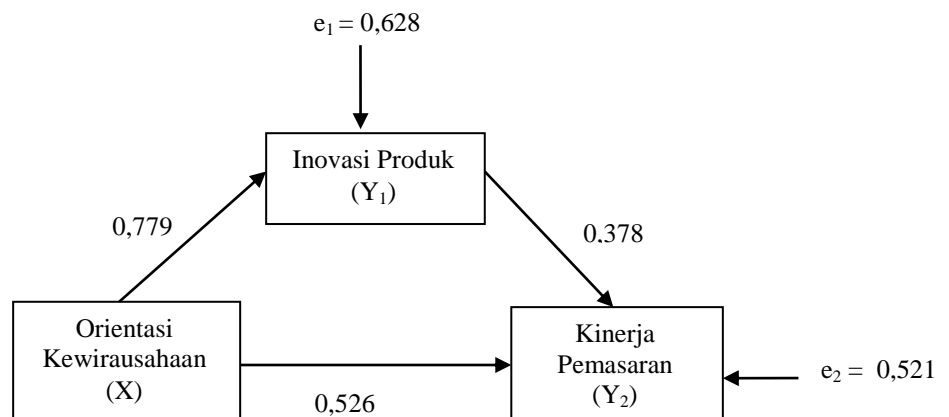 e₁ = 0,628
Inovasi Produk
(Y₁)
0,779
0,378
Orientasi
Kewirausahaan
(X)
Kinerja
Pemasaran
(Y₂)
e₂ = 0,521
0,526